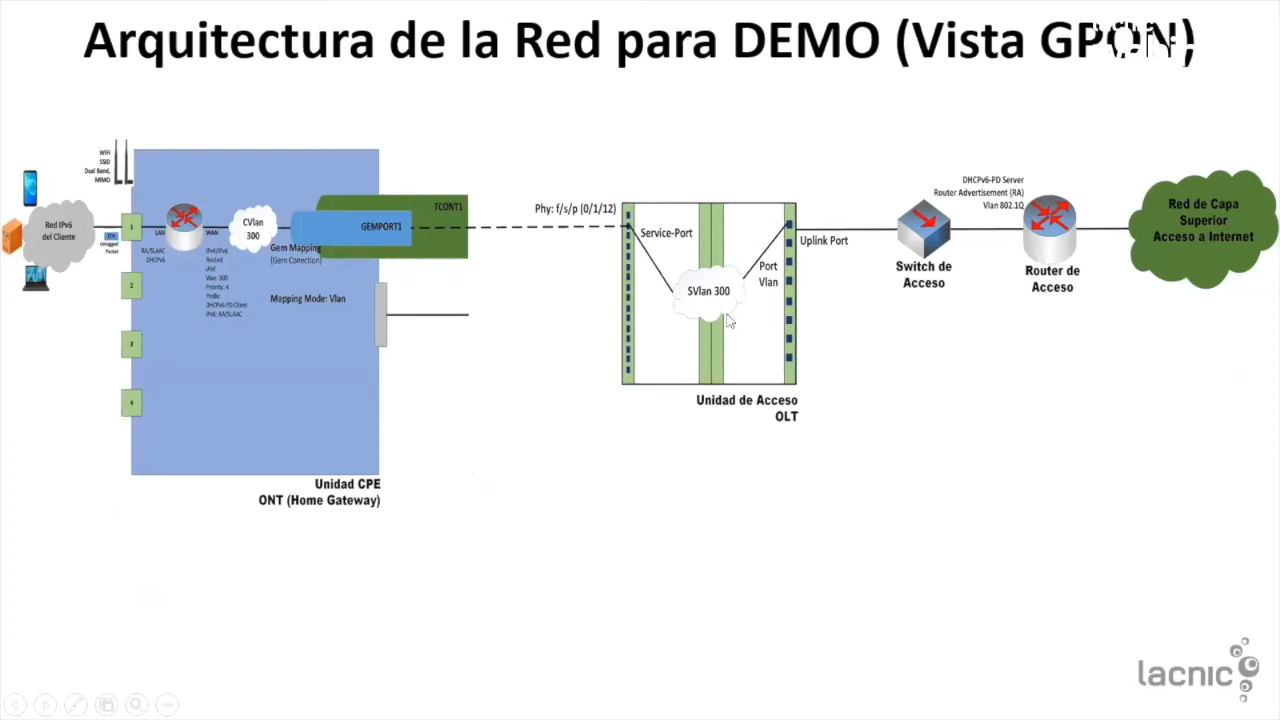 Arquitectura de la Red para DEMO (Vista GPON)
WiFi
SSID
Dual Band,
MIMO
Red IPv6
del Cliente
ETH
Untagged
Packet
1
2
3
4
LAN
RA/SLAAC
DHCPv6
WAN
IPv4/IPv6
Routed
Vlan: 300
Priority: 4
DHCPv6-PD Client
IPv6: RA/SLAAC
CVlan
300
TCONT1
GEMPORT1
Gem Mapping
(Gem Conection)
Mapping Mode: Vlan
Unidad CPE
ONT (Home Gateway)
Phy: f/s/p (0/1/12)
Service-Port
SVlan 300
Port
Vlan
Uplink Port
Unidad de Acceso
OLT
Switch de
Acceso
DHCPv6-PD Server
Router Advertisement (RA)
Vlan 802.1Q
Router de
Acceso
Red de Capa
Superior
Acceso a Internet
lacnic